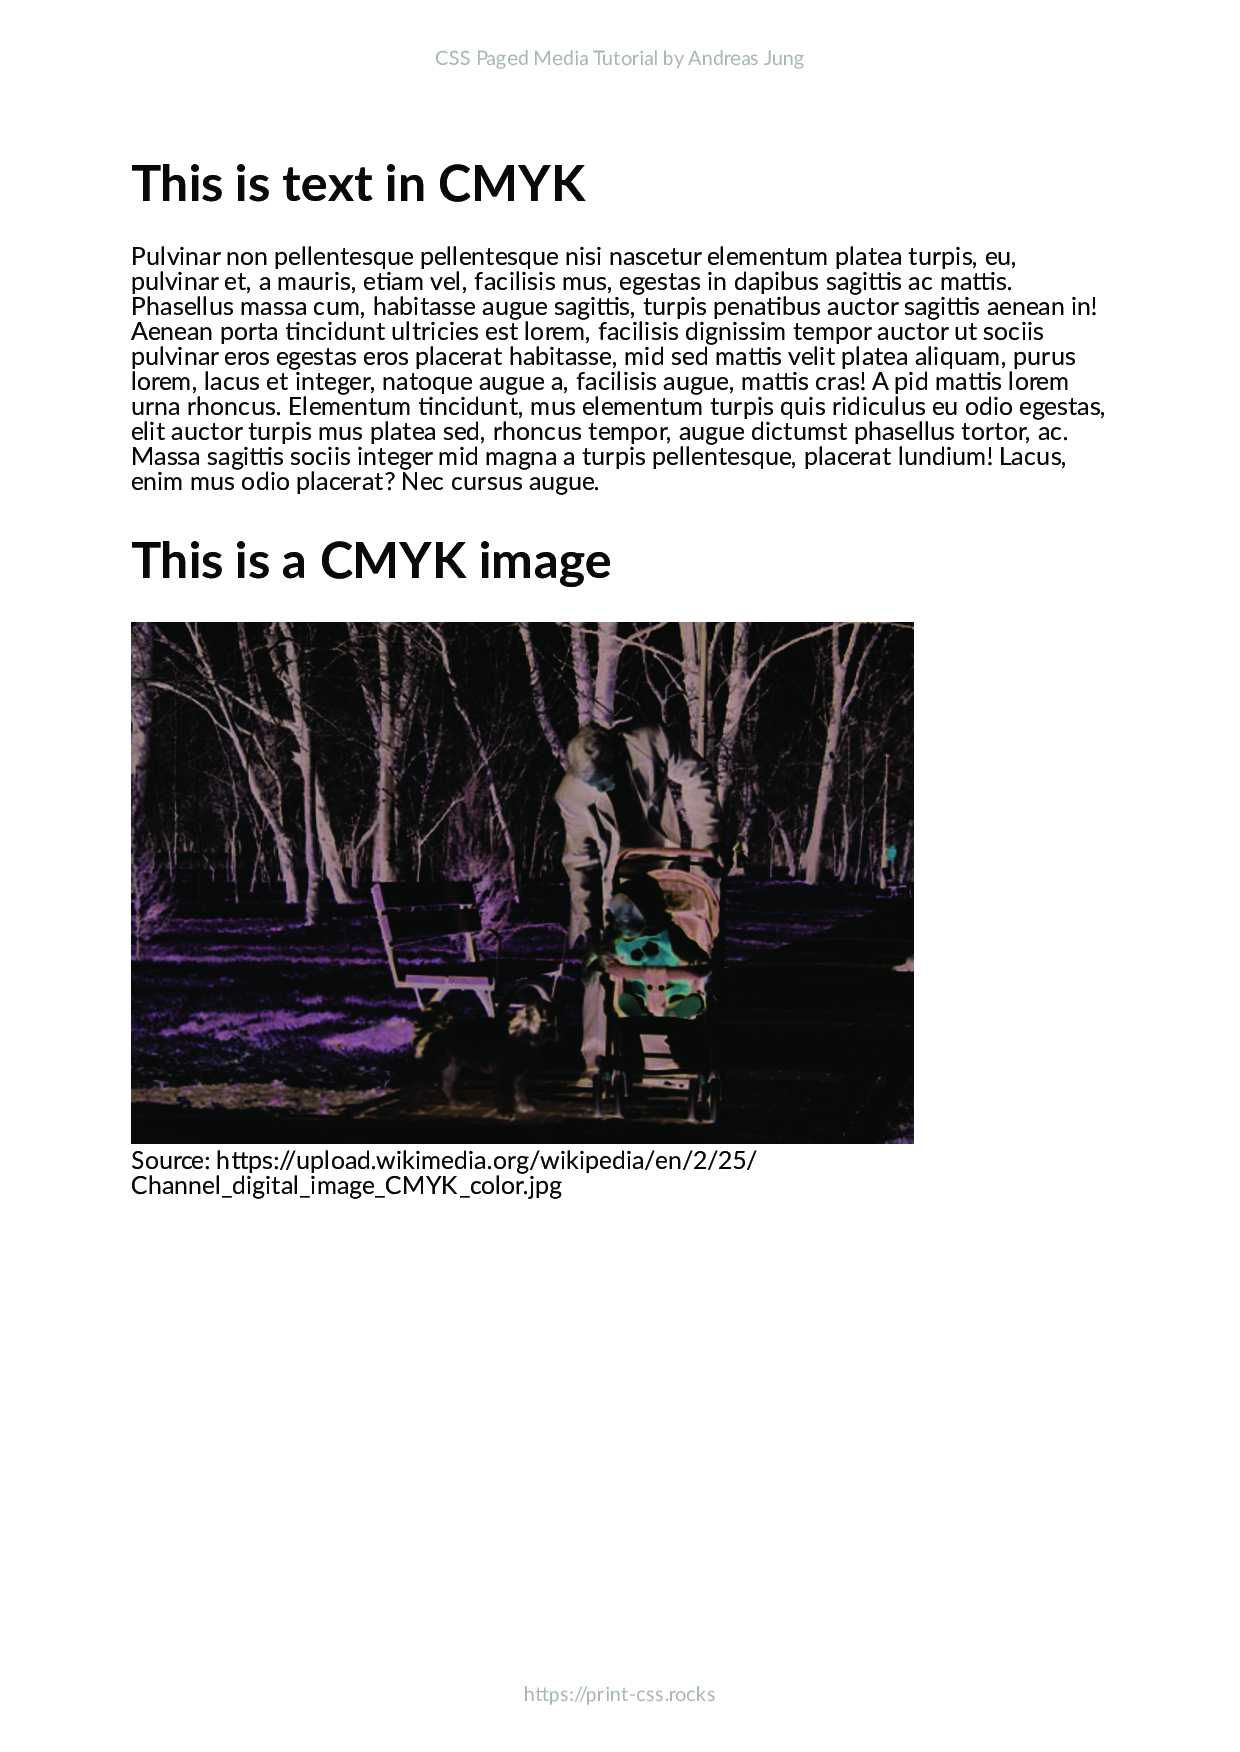 CSS Paged Media Tutorial by Andreas Jung
This is text in CMYK
Pulvinar non pellentesque pellentesque nisi nascetur elementum platea turpis, eu,
pulvinar et, a mauris, etiam vel, facilisis mus, egestas in dapibus sagittis ac mattis.
Phasellus massa cum, habitasse augue sagittis, turpis penatibus auctor sagittis aenean in!
Aenean porta tincidunt ultricies est lorem, facilisis dignissim tempor auctor ut sociis
pulvinar eros egestas eros placerat habitasse, mid sed mattis velit platea aliquam, purus
lorem, lacus et integer, natoque augue a, facilisis augue, mattis cras! A pid mattis lorem
urna rhoncus. Elementum tincidunt, mus elementum turpis quis ridiculus eu odio egestas,
elit auctor turpis mus platea sed, rhoncus tempor, augue dictumst phasellus tortor, ac.
Massa sagittis sociis integer mid magna a turpis pellentesque, placerat lundium! Lacus,
enim mus odio placerat? Nec cursus augue.
This is a CMYK image
Source: https://upload.wikimedia.org/wikipedia/en/2/25/
Channel_digital_image_CMYK_color.jpg
https://print-css.rocks